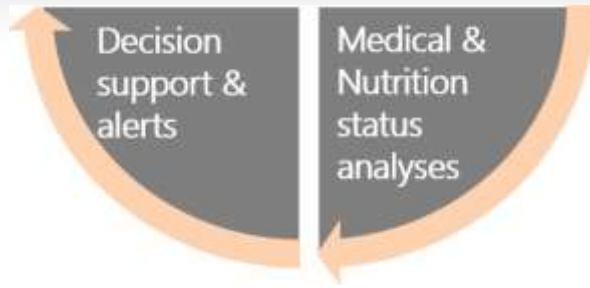 Decision
support &
alerts
Medical &
Nutrition
status
analyses